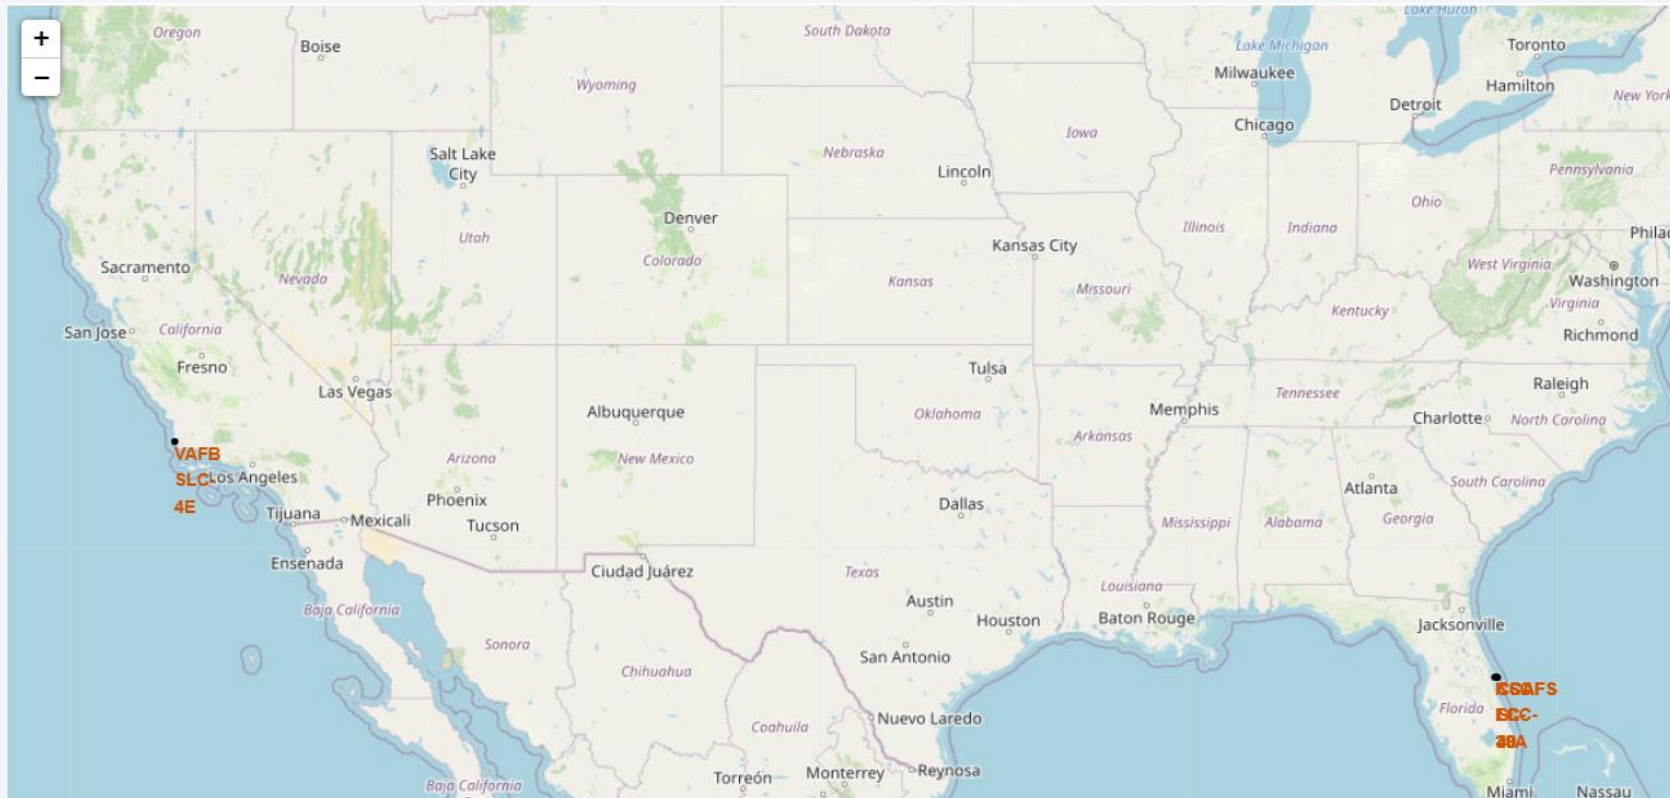 +
−
Oregon
Boise
South Dakota
Lake Huron
Lake Michigan
Toronto
Milwaukee
Hamilton
Wyoming
New York
Detroit
Chicago
Iowa
Salt Lake
City
Nebraska
Lincoln
Pennsylvania
Ohio
Denver
Utah
Illinois
Indiana
Kansas City
Sacramento
Colorado
West Virginia
Nevada
Kansas
Missouri
Washington
Virginia
Kentucky
San Jose
California
Richmond
Fresno
Las Vegas
Tulsa
Tennessee
Raleigh
Albuquerque
Oklahoma
Memphis
Charlotte
North Carolina
Arkansas
VAFB
SLC-
4E
Arizona
New Mexico
Los Angeles
South Carolina
Atlanta
Phoenix
Dallas
Tijuana
Mexicali
Tucson
Mississippi
Alabama
Georgia
Ensenada
Ciudad Juárez
Texas
Louisiana
Baja California
Austin
Houston
Baton Rouge
Jacksonville
Sonora
San Antonio
Chihuahua
Florida
Coahuila
Nuevo Laredo
Torreón
Monterrey
Reynosa
Baja California
Miami
Nassau